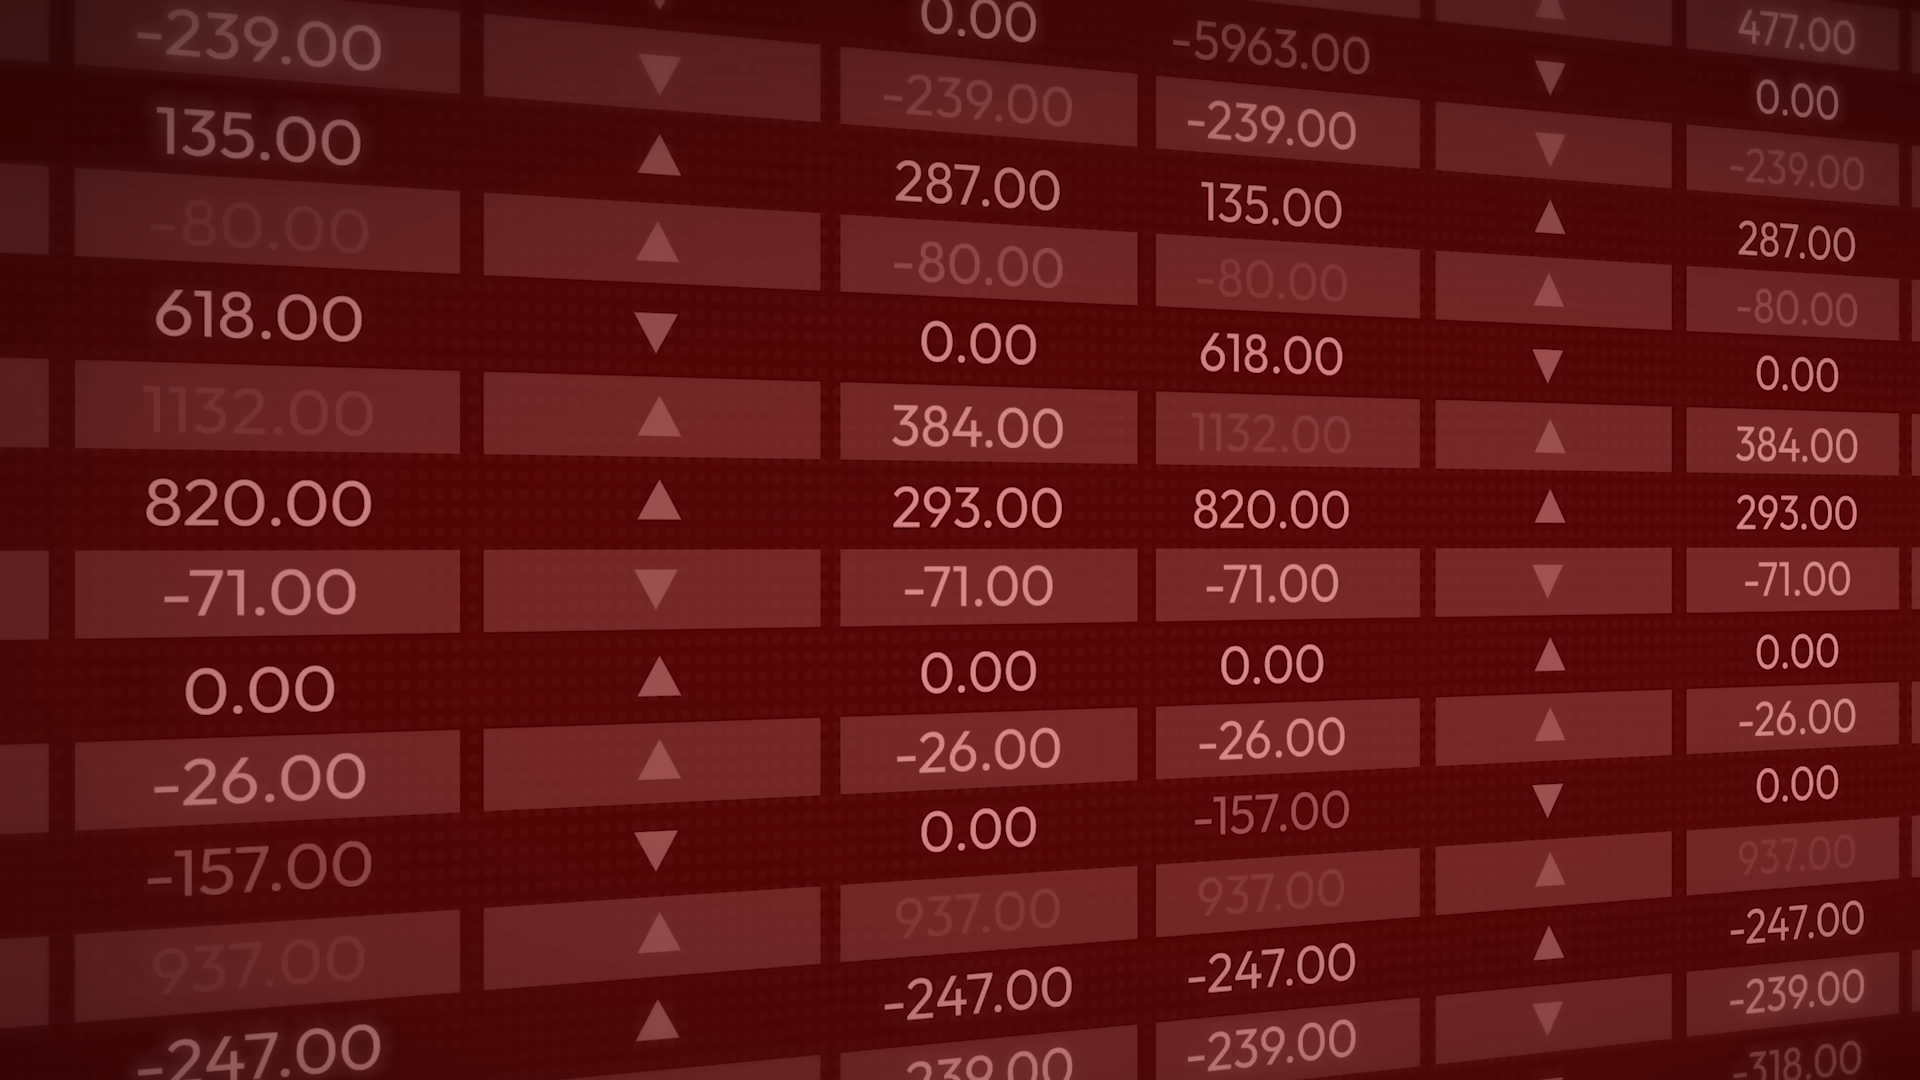 -239.00 ▼ 0.00 -5963.00 ▲ 477.00
135.00 ▲ -239.00 -239.00 ▼ 0.00
-80.00 ▲ 287.00 135.00 ▼ -239.00
618.00 ▼ -80.00 -80.00 ▲ 287.00
1132.00 ▲ 0.00 618.00 ▲ -80.00
820.00 ▲ 384.00 1132.00 ▼ 0.00
-71.00 ▼ 293.00 820.00 ▲ 384.00
0.00 ▲ -71.00 -71.00 ▲ 293.00
-26.00 ▲ 0.00 0.00 ▼ -71.00
-157.00 ▼ -26.00 -26.00 ▲ 0.00
937.00 ▲ 0.00 -157.00 ▲ -26.00
-247.00 ▲ 937.00 937.00 ▼ 0.00
-247.00 -247.00 ▲ 937.00
239.00 -239.00 ▲ -247.00
▼ -239.00
-318.00